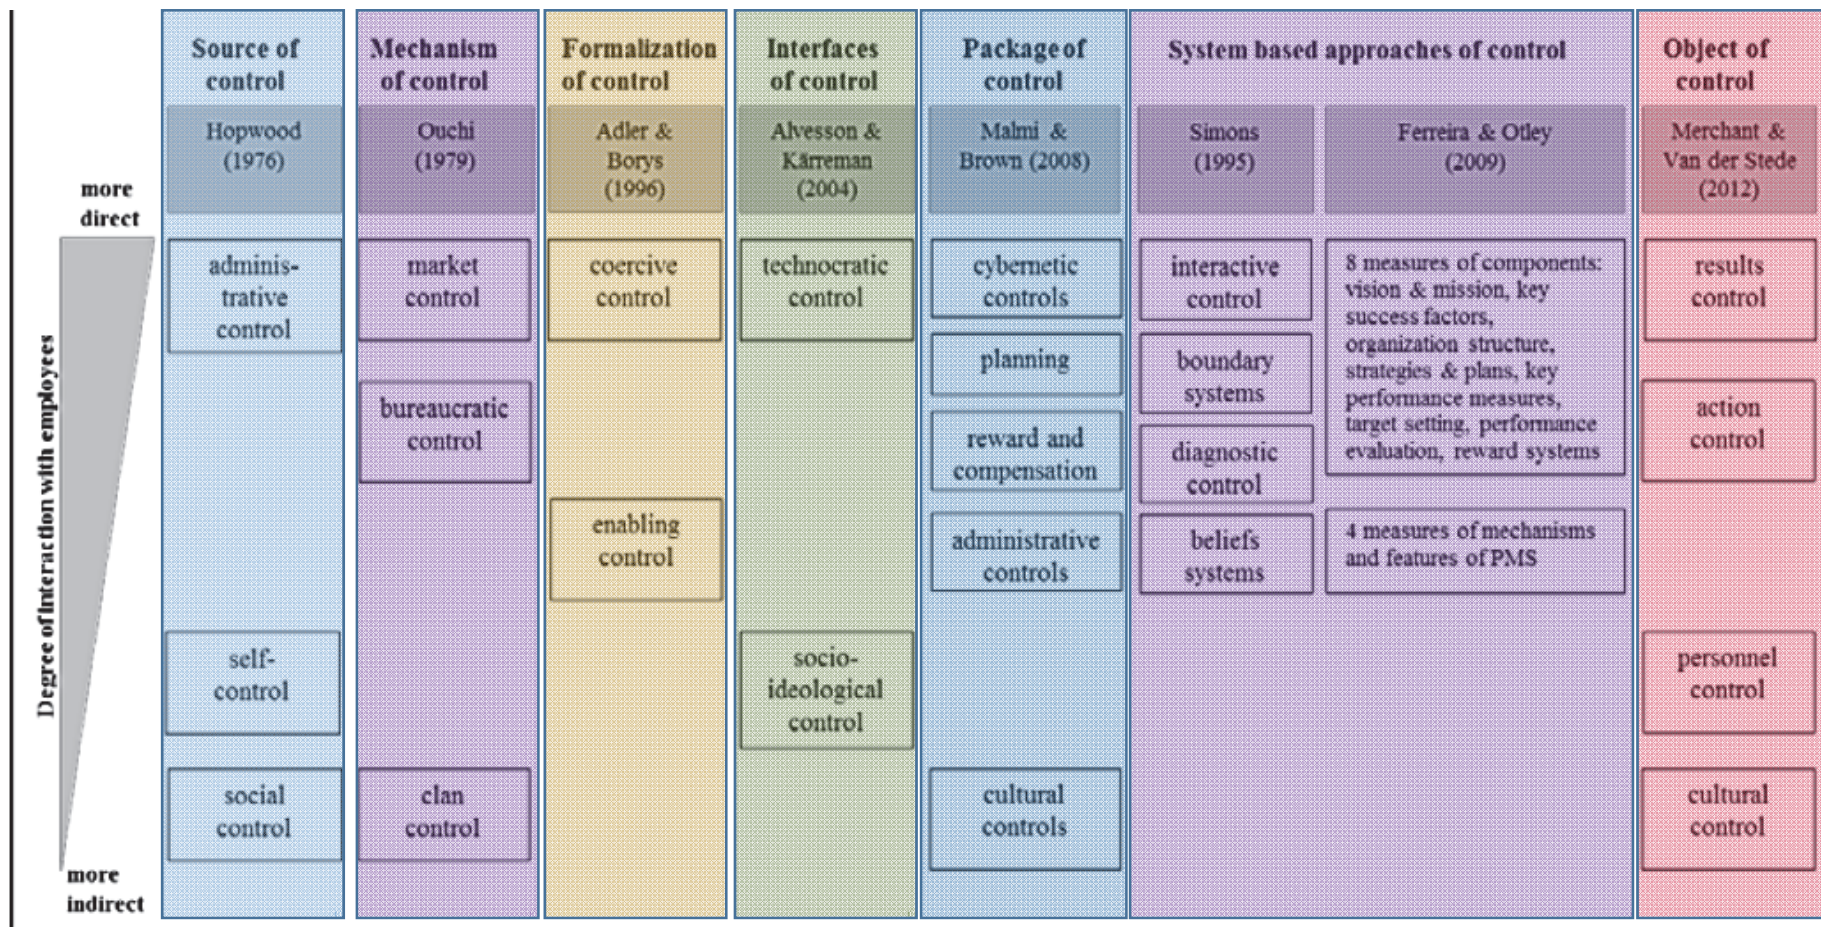 Source of
control
Hopwood
(1976)
adminis-
trative
control
self-
control
social
control
Mechanism
of control
Ouchi
(1979)
market
control
bureaucratic
control
clan
control
Formalization
of control
Adler &
Borys
(1996)
coercive
control
enabling
control
Interfaces
of control
Alvesson &
Kärreman
(2004)
technocratic
control
socio-
ideological
control
Package of
control
Malmi &
Brown (2008)
cybernetic
controls
planning
reward and
compensation
administrative
controls
cultural
controls
System based approaches of control
Simons
(1995)
interactive
control
boundary
systems
diagnostic
control
beliefs
systems
Ferreira & Otley
(2009)
8 measures of components:
vision & mission, key
success factors,
organization structure,
strategies & plans, key
performance measures,
target setting, performance
evaluation, reward systems
4 measures of mechanisms
and features of PMS
Object of
control
Merchant &
Van der Stede
(2012)
results
control
action
control
personnel
control
cultural
control
more
direct
Degree of interaction with employees
more
indirect